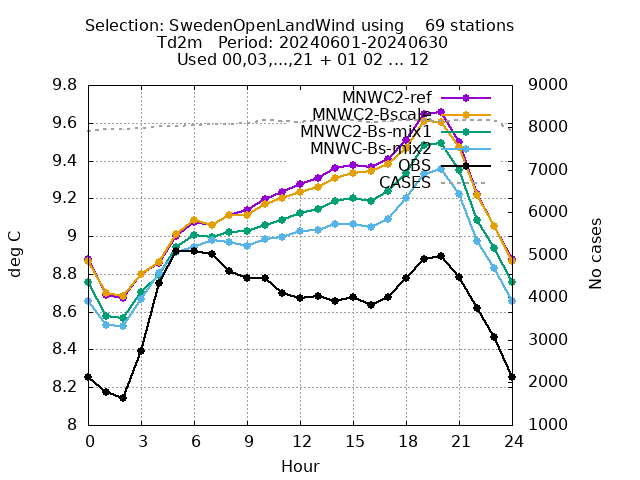 Selection: SwedenOpenLandWind using    69 stations
Td2m   Period: 20240601-20240630
Used 00,03,...,21 + 01 02 ... 12
MNWC2-ref
MNWC2-Bscale
MNWC2-Bs-mix1
MNWC-Bs-mix2
OBS
CASES
9.8
9.6
9.4
9.2
9
8.8
8.6
8.4
8.2
8
deg C
9000
8000
7000
6000
5000
4000
3000
2000
1000
No cases
0 3 6 9 12 15 18 21 24
Hour